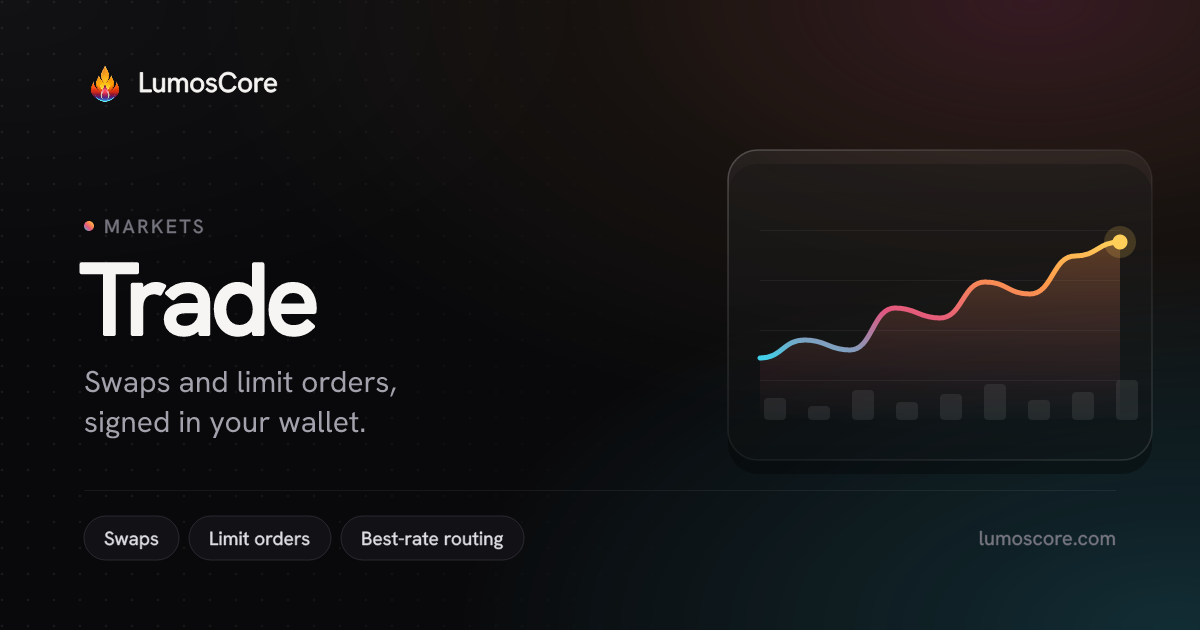 LumosCore
MARKETS
Trade
Swaps and limit orders,
signed in your wallet.
Swaps
Limit orders
Best-rate routing
lumoscore.com